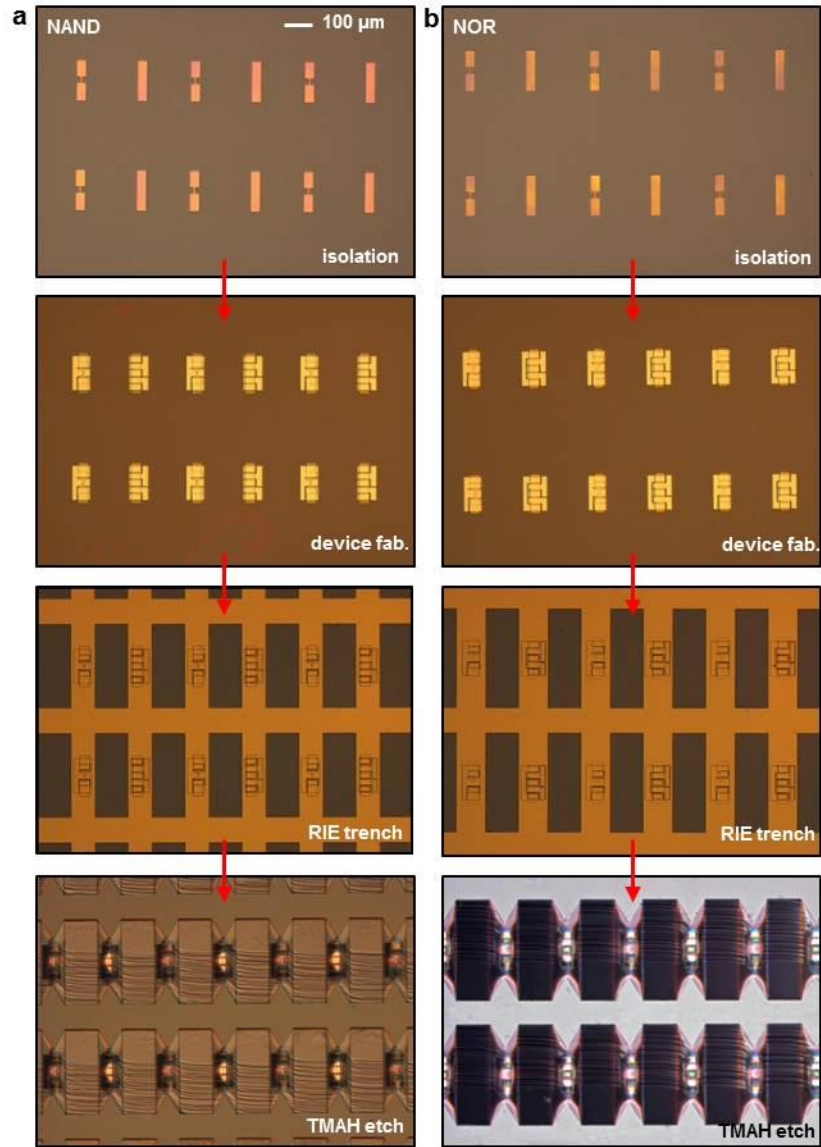 a
NAND
100 µm
isolation
device fab.
RIE trench
TMAH etch
b
NOR
isolation
device fab.
RIE trench
TMAH etch